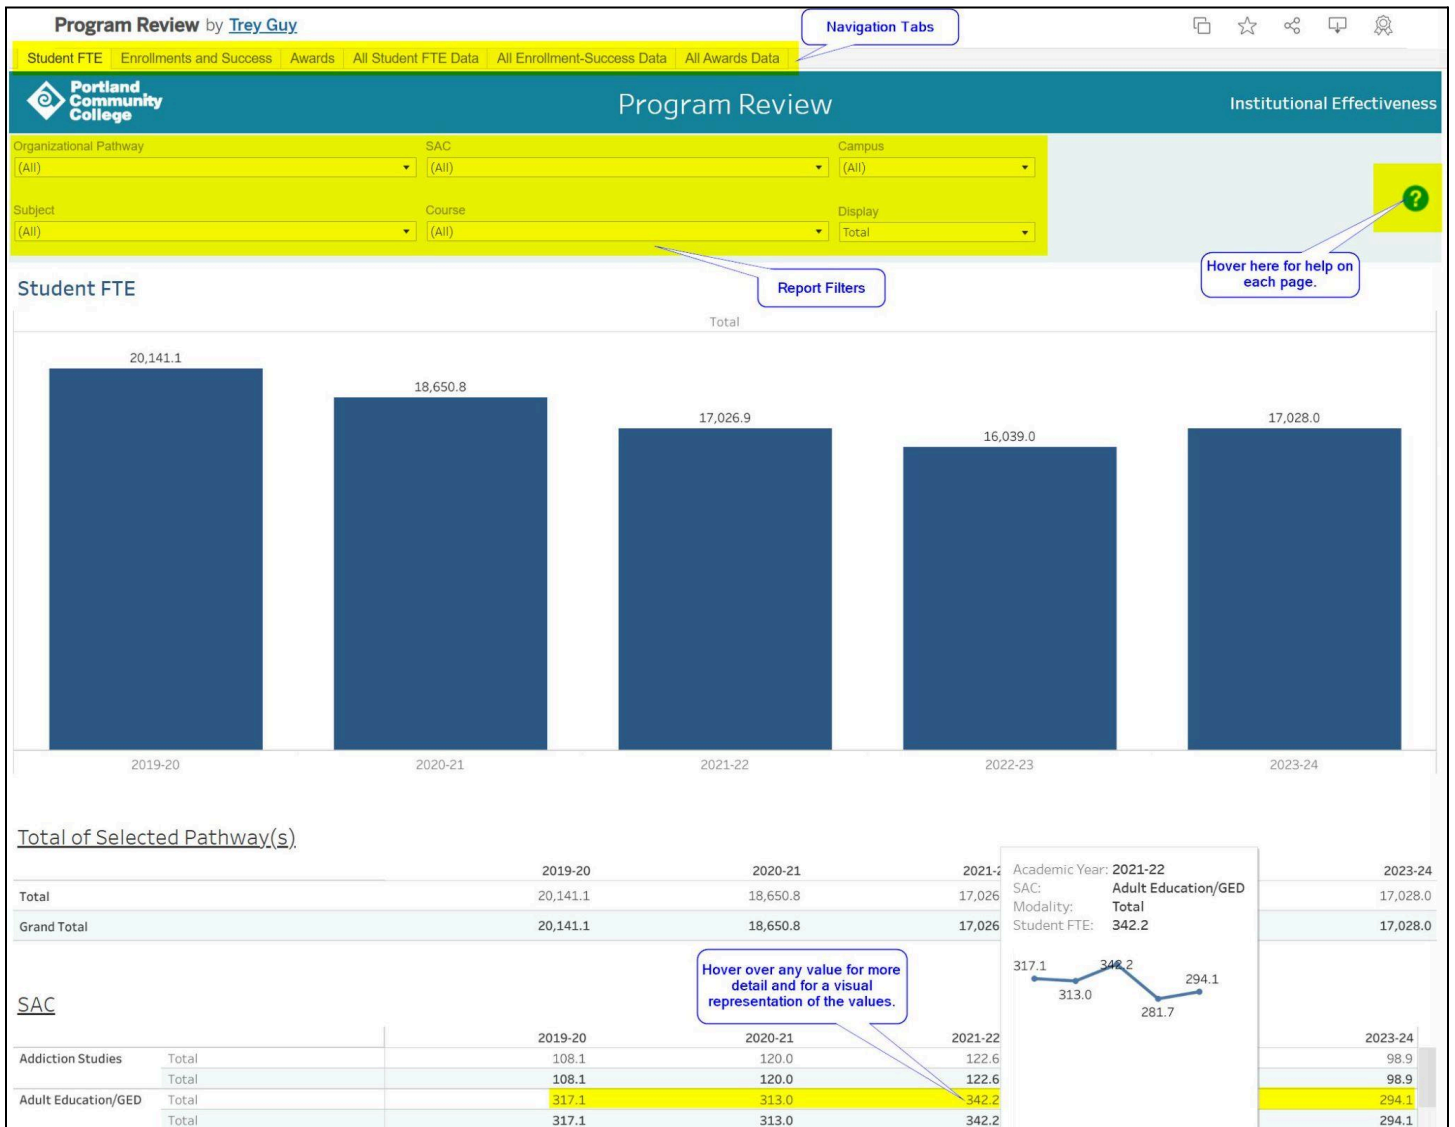 Program Review by Trey Guy
Navigation Tabs
Student FTE Enrollments and Success Awards All Student FTE Data All Enrollment-Success Data All Awards Data
Portland
Community
College
Program Review
Institutional Effectiveness
Organizational Pathway SAC Campus
(All) (All) (All)
?
Subject Course Display
(All) (All) Total
Hover here for help on
each page.
Report Filters
Student FTE
Total
20,141.1 18,650.8 17,026.9 16,039.0 17,028.0
2019-20 2020-21 2021-22 2022-23 2023-24
Total of Selected Pathway(s)
2019-20 2020-21 2021-2 2023-24
Total 20,141.1 18,650.8 17,026 17,028.0
Grand Total 20,141.1 18,650.8 17,026 17,028.0
Academic Year: 2021-22
SAC: Adult Education/GED
Modality: Total
Student FTE: 342.2
317.1 313.0 342.2 281.7 294.1
Hover over any value for more
detail and for a visual
representation of the values.
SAC
2019-20 2020-21 2021-22 2023-24
Addiction Studies Total 108.1 120.0 122.6 98.9
Total 108.1 120.0 122.6 98.9
Adult Education/GED Total 317.1 313.0 342.2 294.1
Total 317.1 313.0 342.2 294.1